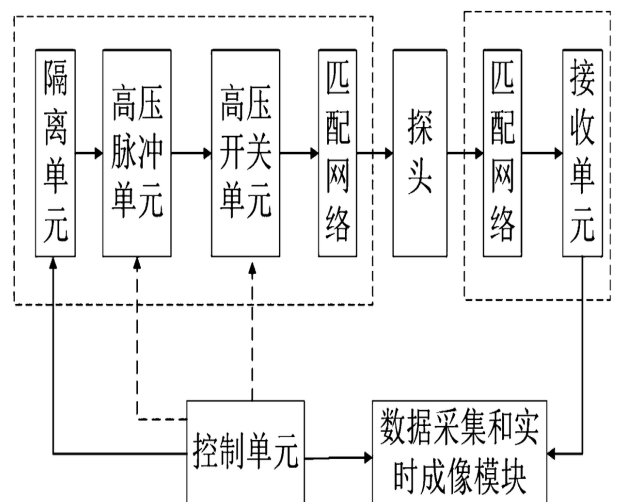 隔离单元
高压
脉冲
单元
高压
开关
单元
匹配网络
探头
匹配网络
接收单元
控制单元
数据采集和实
时成像模块